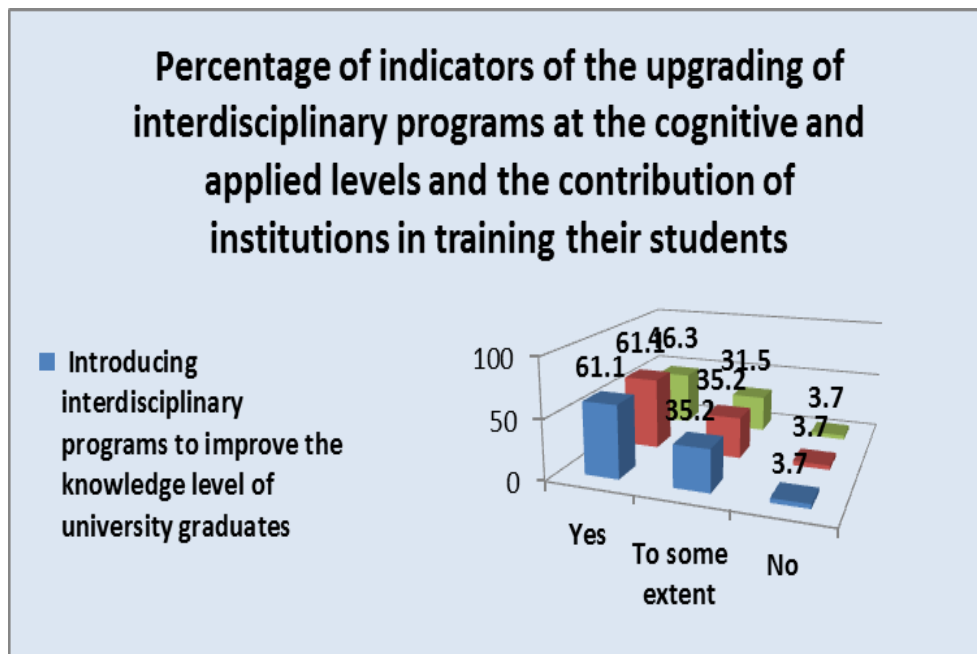 Percentage of indicators of the upgrading of
interdisciplinary programs at the cognitive and
applied levels and the contribution of
institutions in training their students
Introducing
interdisciplinary
programs to improve the
knowledge level of
university graduates
100
50
0
61.1
61.1
46.3
35.2
35.2
31.5
3.7
3.7
3.7
Yes
To some
extent
No